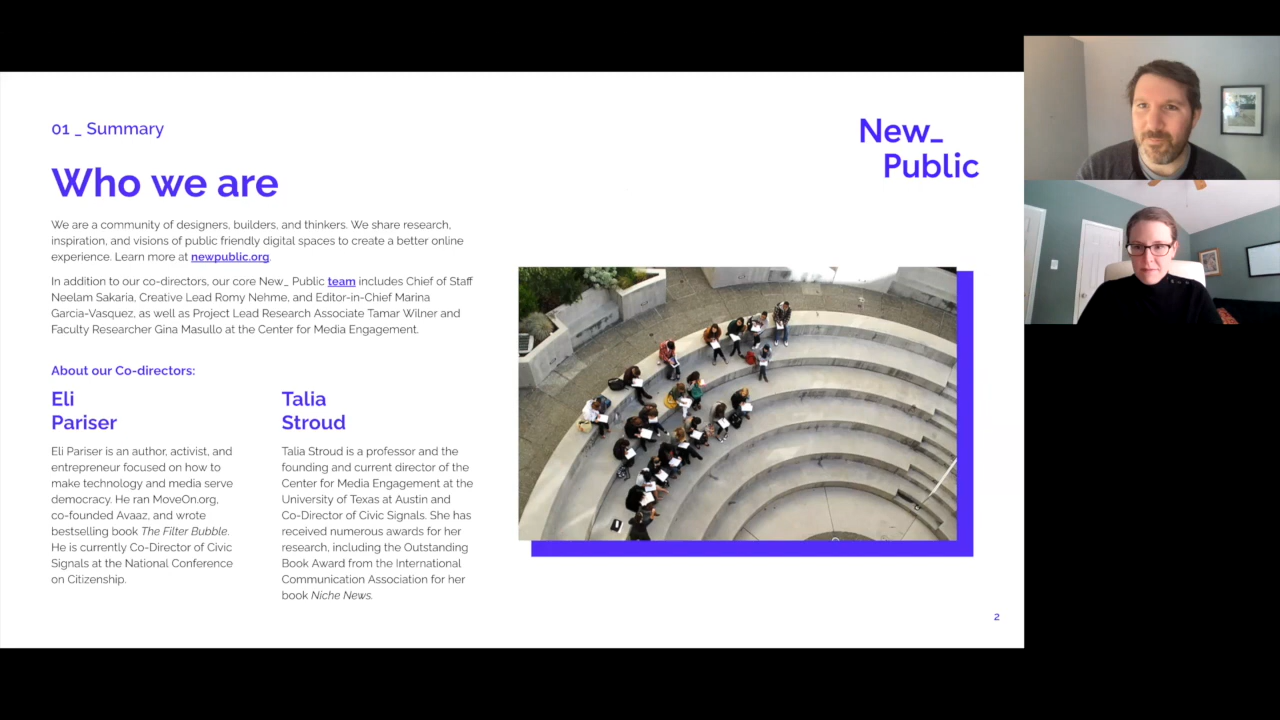 01 _ Summary
New_
Public
Who we are
We are a community of designers, builders, and thinkers. We share research,
inspiration, and visions of public friendly digital spaces to create a better online
experience. Learn more at newpublic.org.
In addition to our co-directors, our core New_ Public team includes Chief of Staff
Neelam Sakaria, Creative Lead Romy Nehme, and Editor-in-Chief Marina
Garcia-Vasquez, as well as Project Lead Research Associate Tamar Wilner and
Faculty Researcher Gina Masullo at the Center for Media Engagement.
About our Co-directors:
Eli
Pariser
Eli Pariser is an author, activist, and
entrepreneur focused on how to
make technology and media serve
democracy. He ran MoveOn.org,
co-founded Avaaz, and wrote
bestselling book The Filter Bubble.
He is currently Co-Director of Civic
Signals at the National Conference
on Citizenship.
Talia
Stroud
Talia Stroud is a professor and the
founding and current director of the
Center for Media Engagement at the
University of Texas at Austin and
Co-Director of Civic Signals. She has
received numerous awards for her
research, including the Outstanding
Book Award from the International
Communication Association for her
book Niche News.
2